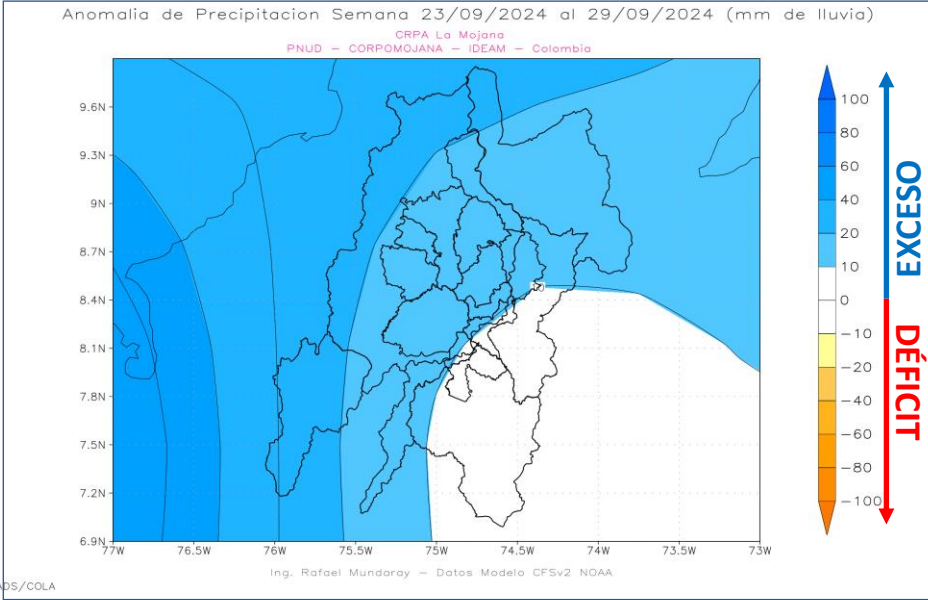 Anomalia de Precipitacion Semana 23/09/2024 al 29/09/2024 (mm de lluvia)
CRPA La Mojana
PNUD – CORPOMOJANA – IDEAM – Colombia
9.6N
9.3N
9N
8.7N
8.4N
8.1N
7.8N
7.5N
7.2N
6.9N
77W 76.5W 76W 75.5W 75W 74.5W 74W 73.5W 73W
100
80
60
40
20
10
0
−10
−20
−40
−60
−80
−100
EXCESO
DÉFICIT
Ing. Rafael Mundaray – Datos Modelo CFSv2 NOAA
ADS/COLA